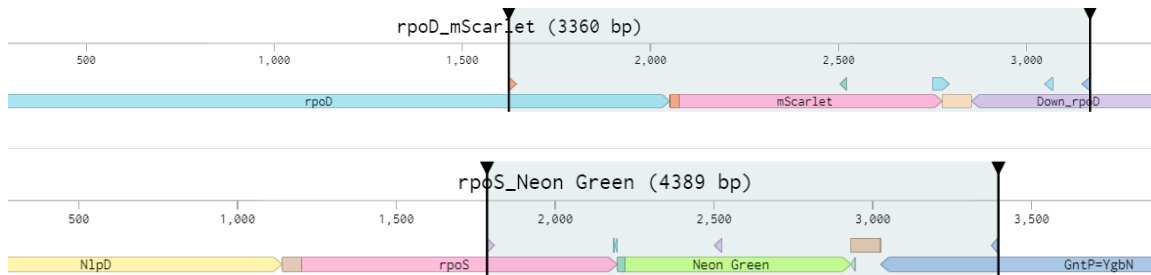 rpoD_mScarlet (3360 bp)
500 1,000 1,500 2,000 2,500 3,000
rpoD mScarlet Down_rpoD
rpoS_Neon Green (4389 bp)
500 1,000 1,500 2,000 2,500 3,000 3,500
NlpD rpoS Neon Green GntP=YgbN